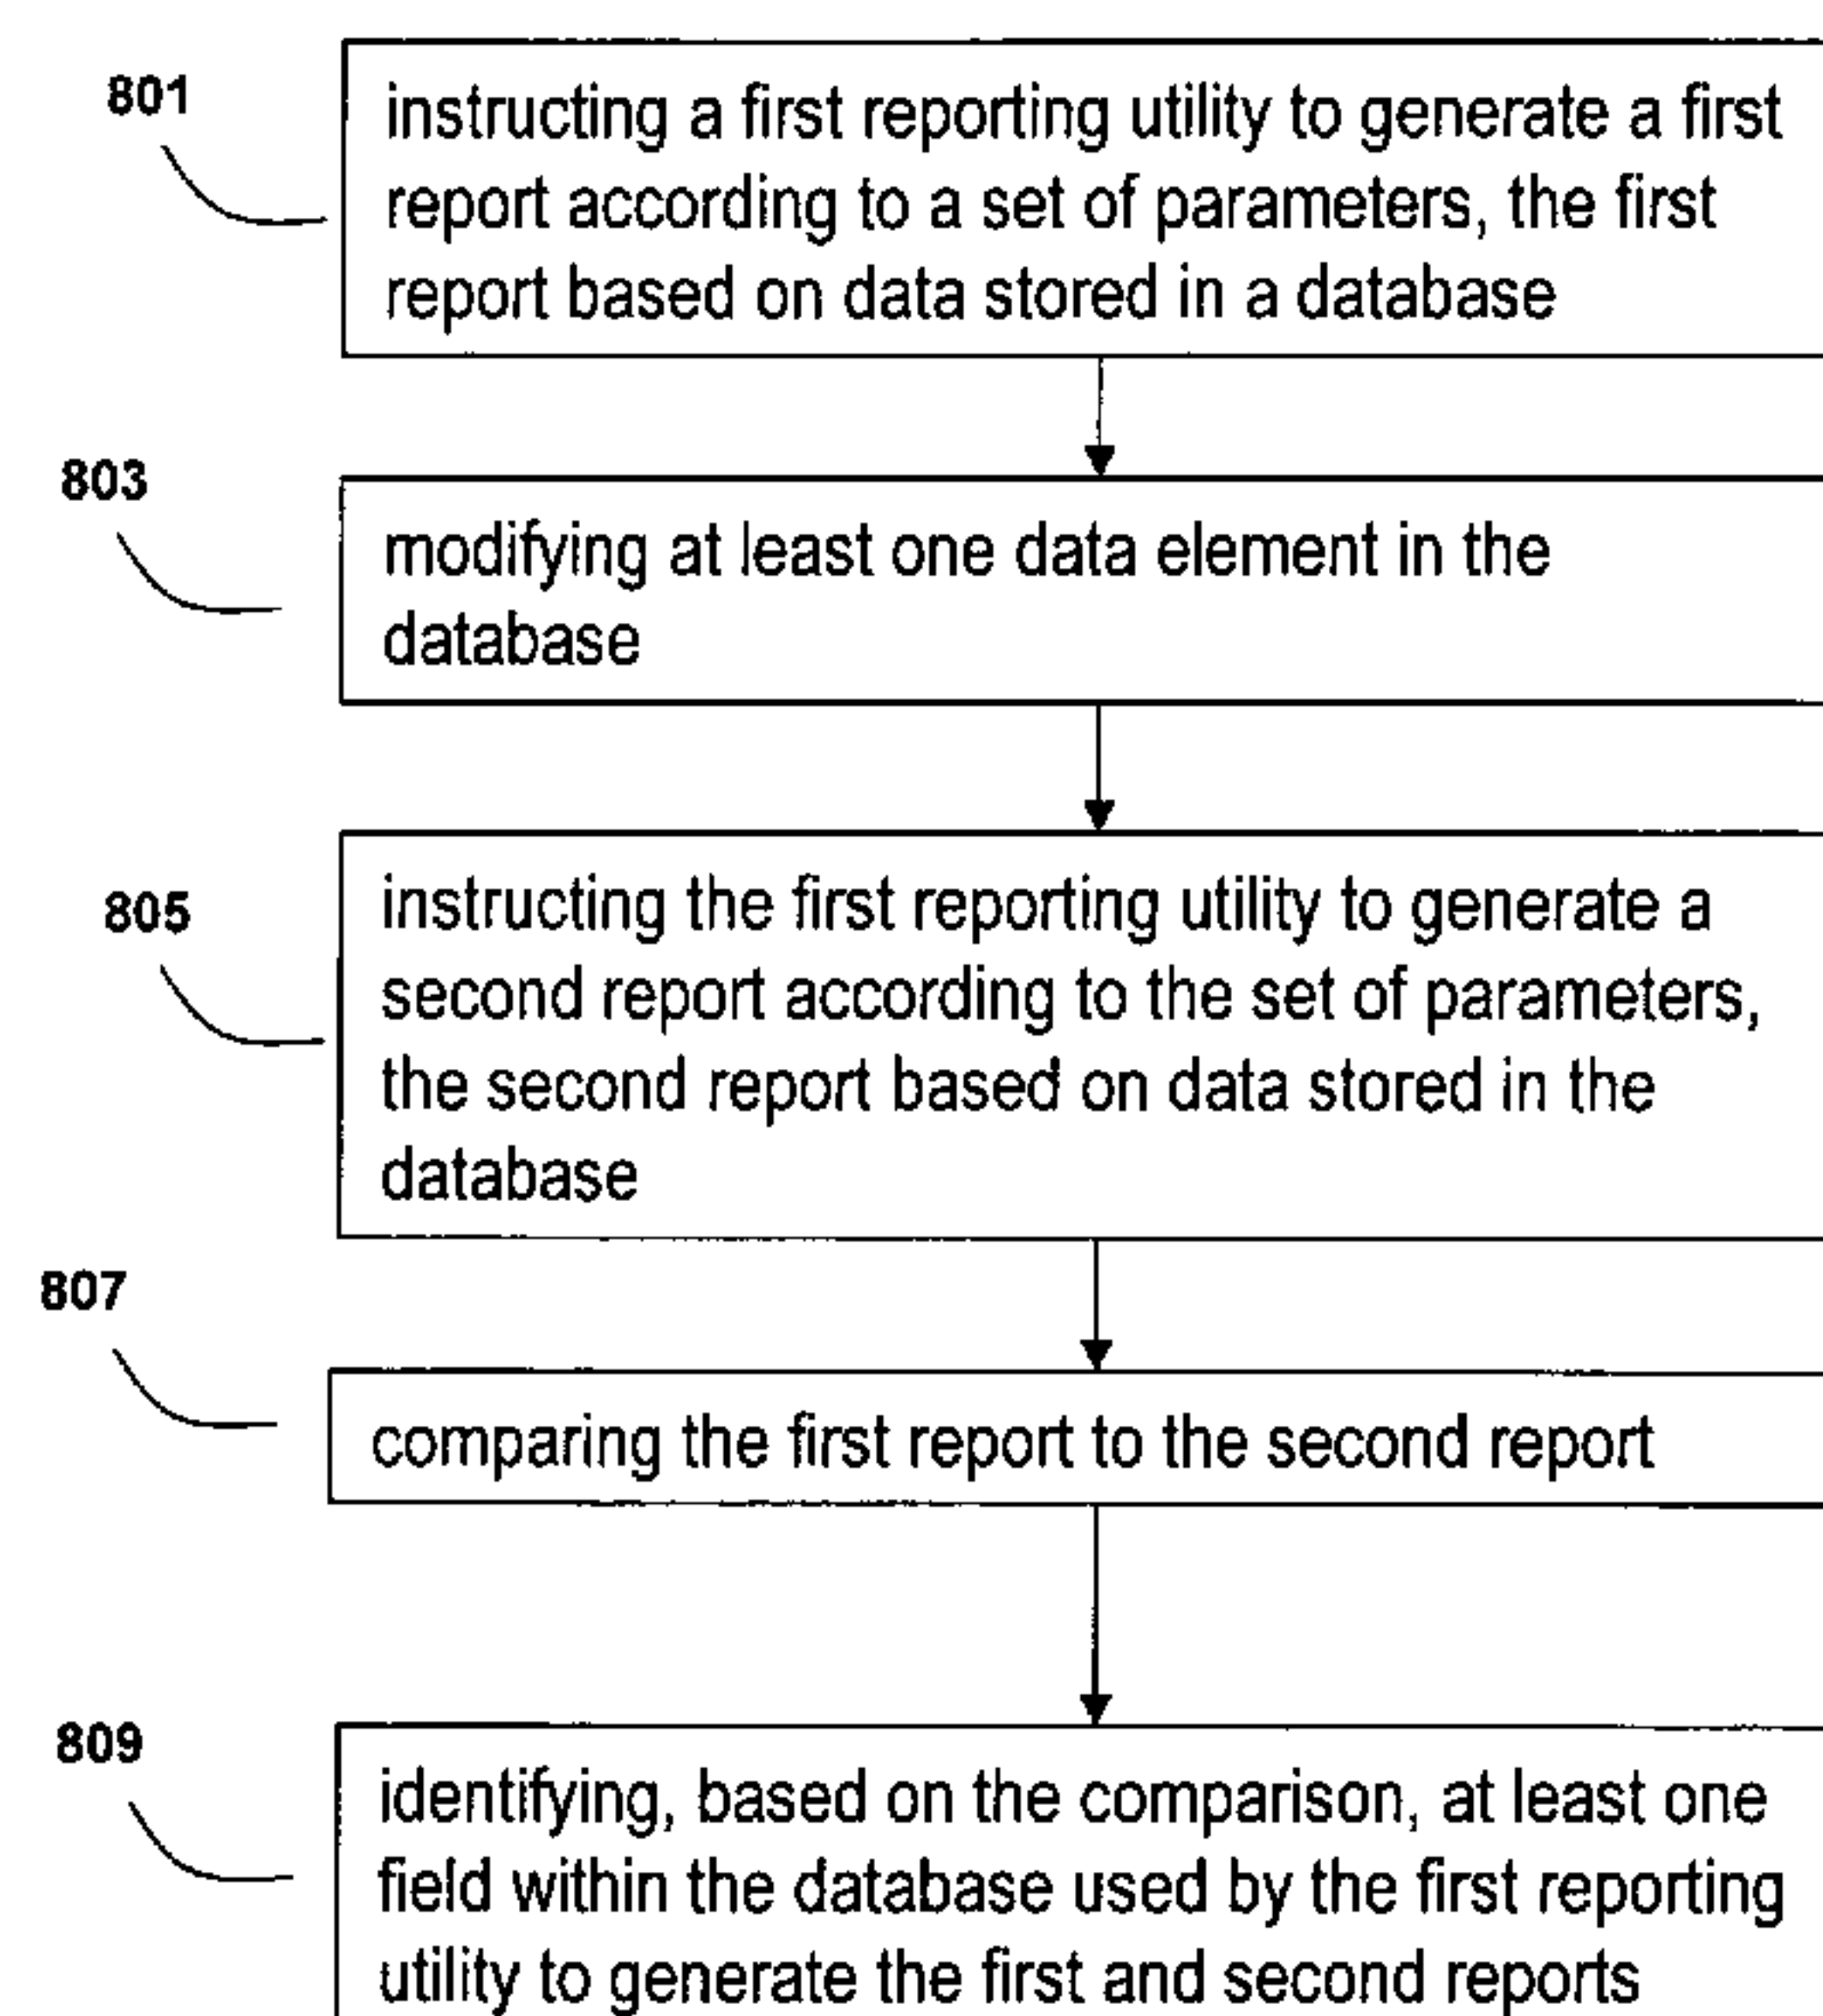 801
instructing a first reporting utility to generate a first
report according to a set of parameters, the first
report based on data stored in a database
803
modifying at least one data element in the
database
805
instructing the first reporting utility to generate a
second report according to the set of parameters,
the second report based on data stored in the
database
807
comparing the first report to the second report
809
identifying, based on the comparison, at least one
field within the database used by the first reporting
utility to generate the first and second reports